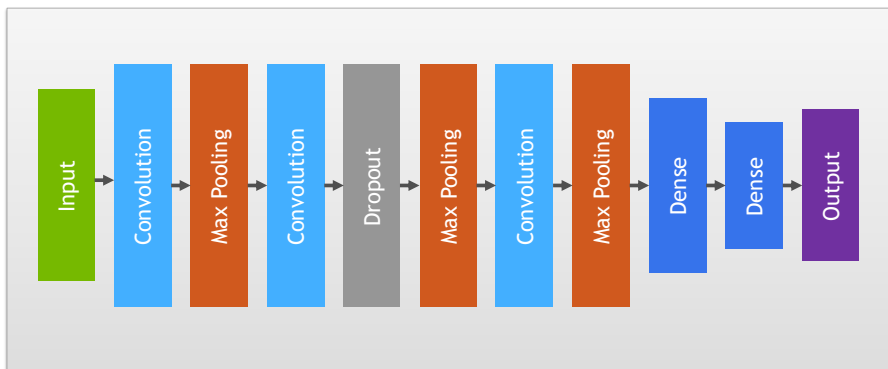 Input
Convolution
Max Pooling
Convolution
Dropout
Max Pooling
Convolution
Max Pooling
Dense
Dense
Output